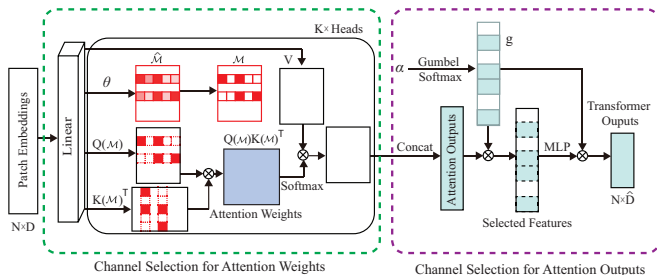 K× Heads
M̂
M
V
θ
Q(M)
K(M)ᵀ
Q(M)K(M)ᵀ
Attention Weights
Softmax
Linear
Patch Embeddings
N×D
Channel Selection for Attention Weights
α
Gumbel
Softmax
g
Concat
Attention Outputs
MLP
Selected Features
Transformer
Ouputs
N×D̂
Channel Selection for Attention Outputs